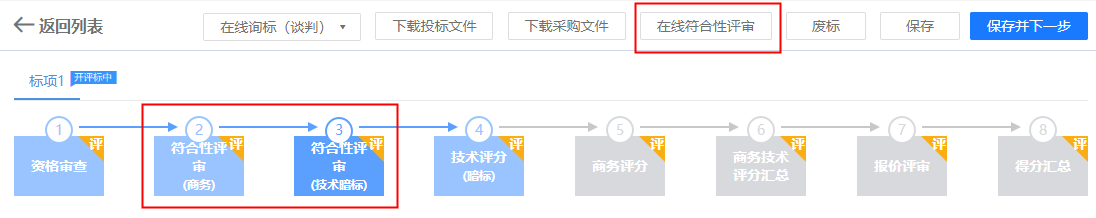 返回列表
在线询标（谈判）
下载投标文件
下载采购文件
在线符合性评审
废标
保存
保存并下一步
标项1
开评标中
1
2
3
4
5
6
7
8
评
资格审查
评
符合性评
审
(商务)
评
符合性评
审
(技术暗标)
评
技术评分
(暗标)
评
商务评分
评
商务技术
评分汇总
评
报价评审
评
得分汇总